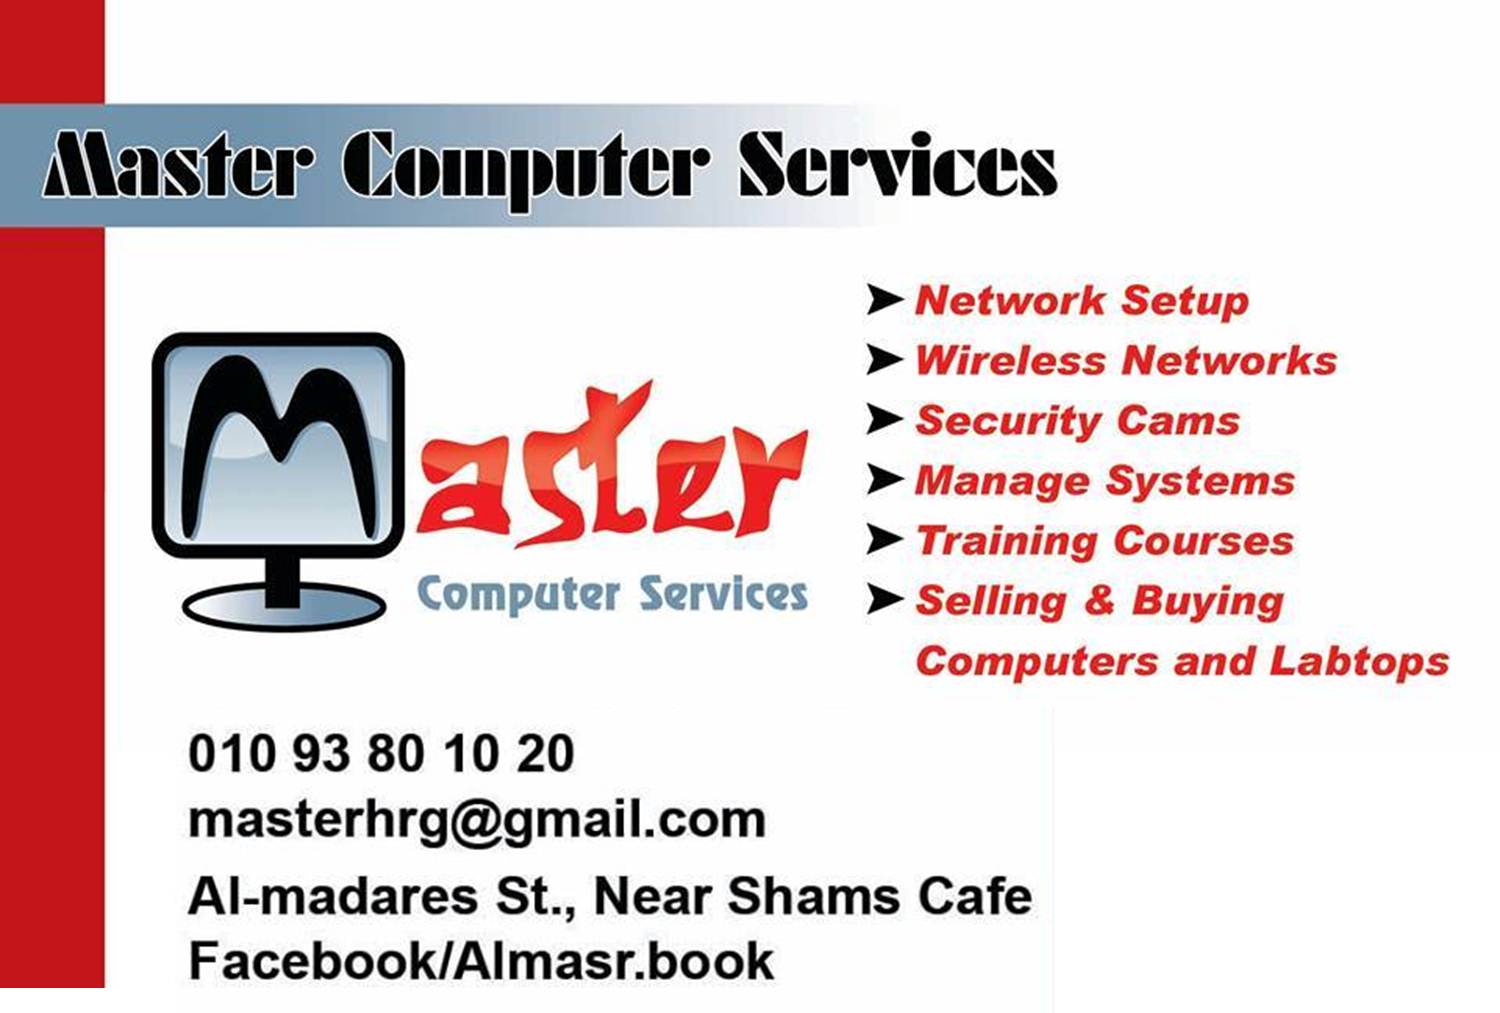 Master Computer Services
Master
Computer Services
Network Setup
Wireless Networks
Security Cams
Manage Systems
Training Courses
Selling & Buying
Computers and Labtops
010 93 80 10 20
masterhrg@gmail.com
Al-madares St., Near Shams Cafe
Facebook/Almasr.book